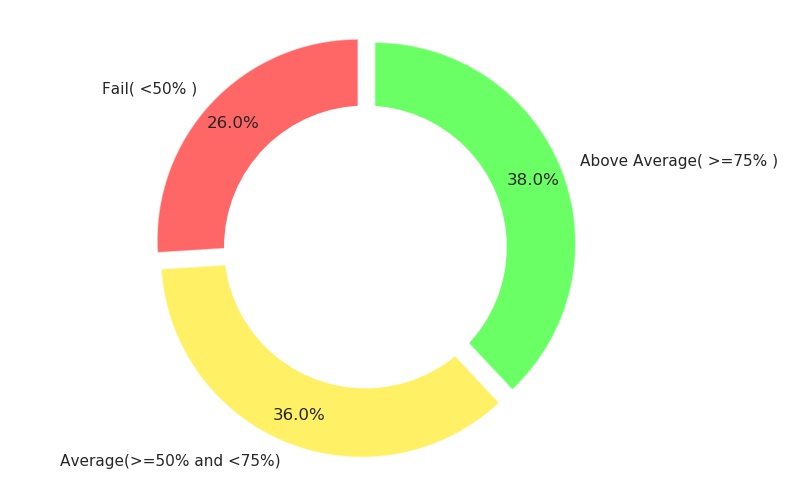 Fail( <50% )
26.0%
Above Average( >=75% )
38.0%
36.0%
Average(>=50% and <75%)